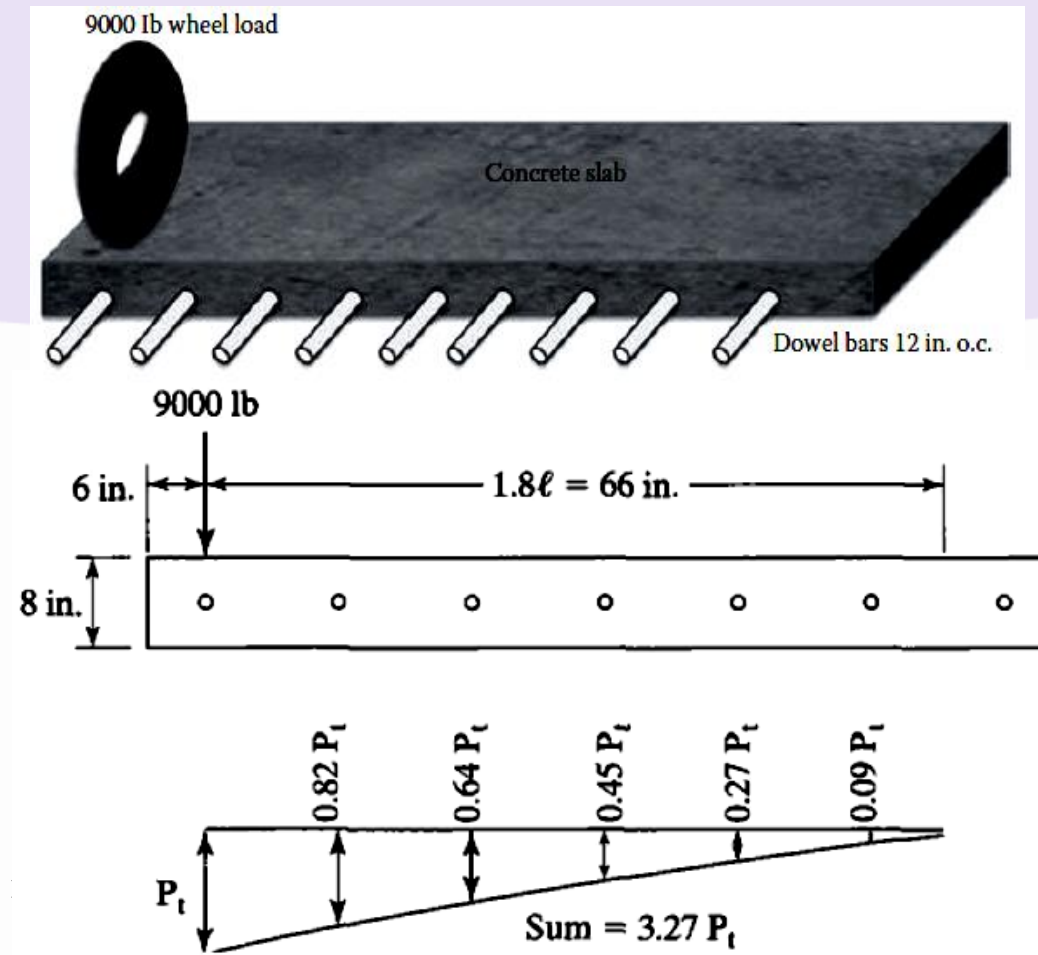 9000 Ib wheel load
Concrete slab
Dowel bars 12 in. o.c.
9000 lb
6 in.
1.8ℓ = 66 in.
8 in.
0.82 Pt
0.64 Pt
0.45 Pt
0.27 Pt
0.09 Pt
Pt
Sum = 3.27 Pt